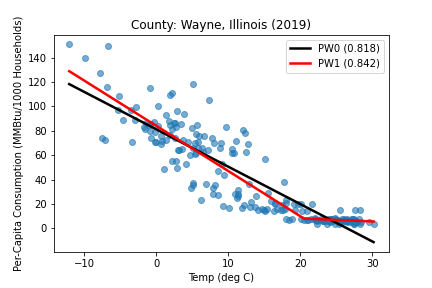 County: Wayne, Illinois (2019)
PW0 (0.818)
PW1 (0.842)
Per-Capita Consumption (MMBtu/1000 Households)
140
120
100
80
60
40
20
0
−10
0
10
20
30
Temp (deg C)